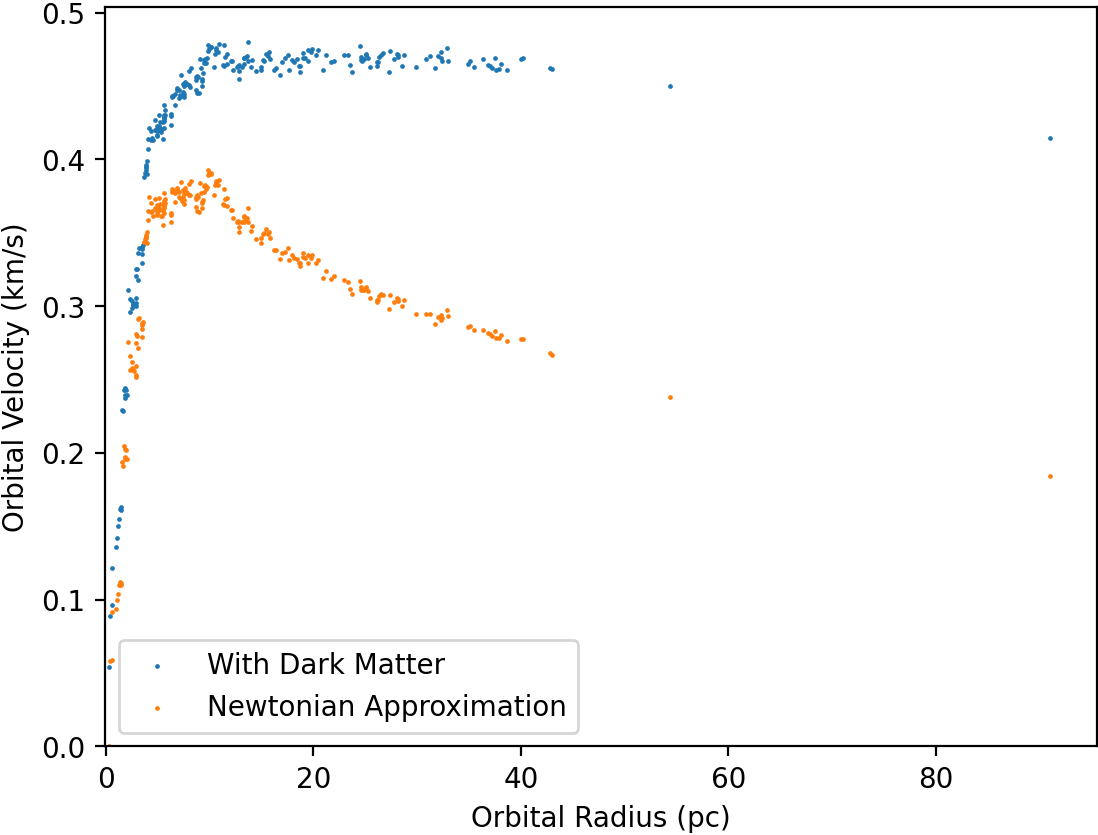 0.5
0.4
0.3
0.2
0.1
0.0
Orbital Velocity (km/s)
With Dark Matter
Newtonian Approximation
0 20 40 60 80
Orbital Radius (pc)